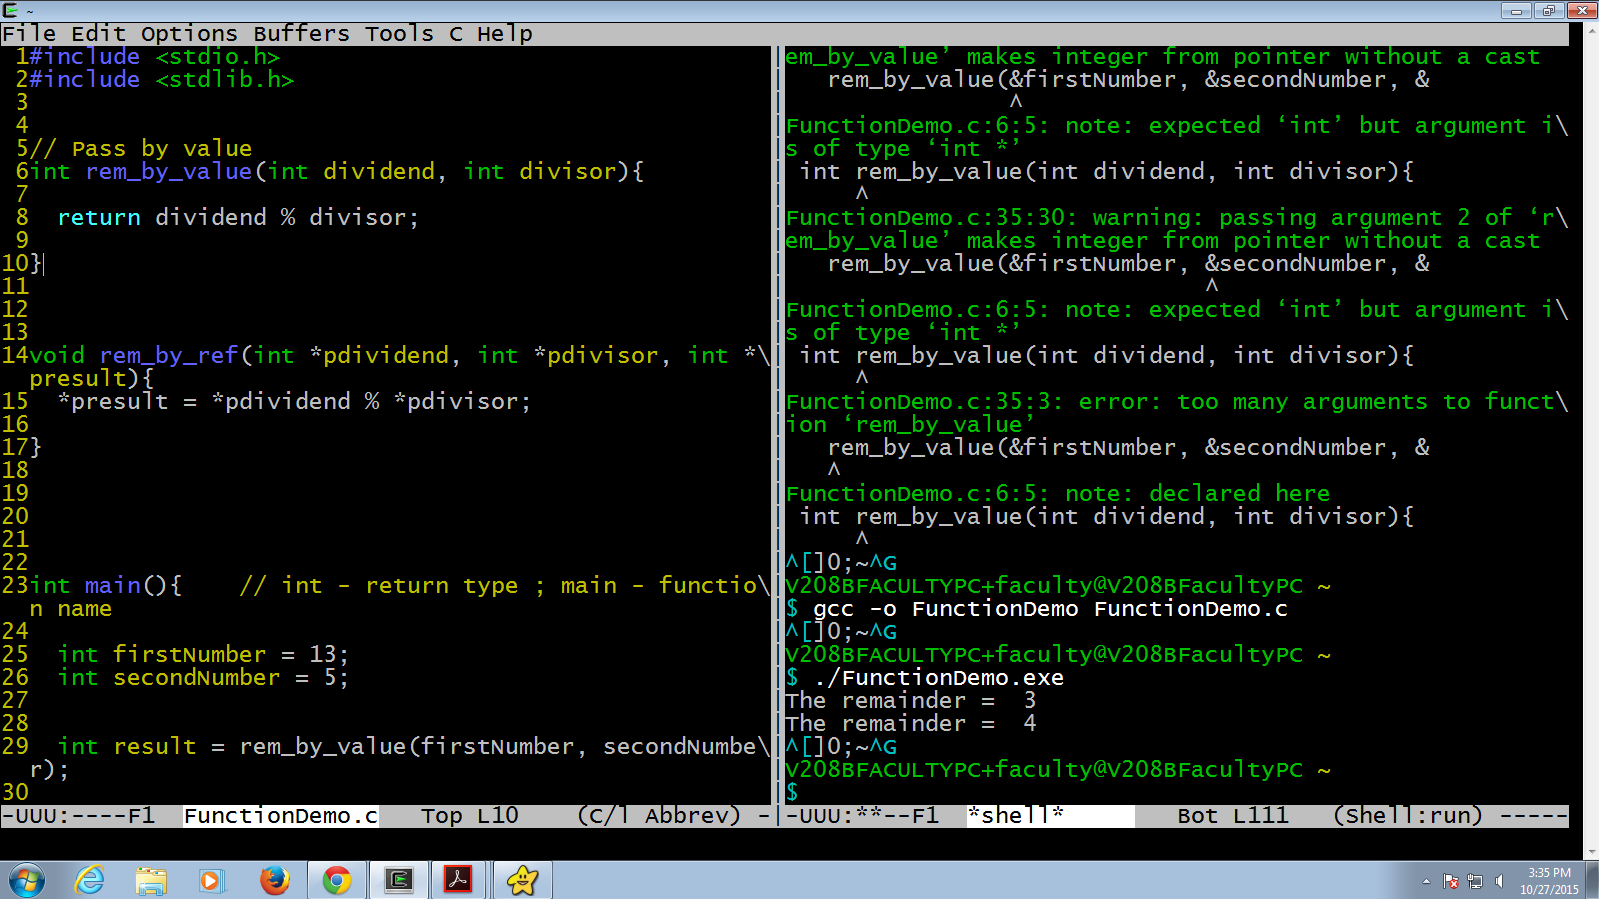 ~
File Edit Options Buffers Tools C Help
1#include <stdio.h>
2#include <stdlib.h>
3
4
5// Pass by value
6int rem_by_value(int dividend, int divisor){
7
8  return dividend % divisor;
9
10}
11
12
13
14void rem_by_ref(int *pdividend, int *pdivisor, int *\
presult){
15  *presult = *pdividend % *pdivisor;
16
17}
18
19
20
21
22
23int main(){    // int - return type ; main - functio\
n name
24
25  int firstNumber = 13;
26  int secondNumber = 5;
27
28
29  int result = rem_by_value(firstNumber, secondNumbe\
r);
30
-UUU:----F1  FunctionDemo.c   Top L10    (C/l Abbrev) -
em_by_value’ makes integer from pointer without a cast
   rem_by_value(&firstNumber, &secondNumber, &
                ^
FunctionDemo.c:6:5: note: expected ‘int’ but argument i\
s of type ‘int *’
 int rem_by_value(int dividend, int divisor){
     ^
FunctionDemo.c:35:30: warning: passing argument 2 of ‘r\
em_by_value’ makes integer from pointer without a cast
   rem_by_value(&firstNumber, &secondNumber, &
                              ^
FunctionDemo.c:6:5: note: expected ‘int’ but argument i\
s of type ‘int *’
 int rem_by_value(int dividend, int divisor){
     ^
FunctionDemo.c:35:3: error: too many arguments to funct\
ion ‘rem_by_value’
   rem_by_value(&firstNumber, &secondNumber, &
   ^
FunctionDemo.c:6:5: note: declared here
 int rem_by_value(int dividend, int divisor){
     ^
^[]0;~^G
V208BFACULTYPC+faculty@V208BFacultyPC ~
$ gcc -o FunctionDemo FunctionDemo.c
^[]0;~^G
V208BFACULTYPC+faculty@V208BFacultyPC ~
$ ./FunctionDemo.exe
The remainder =  3
The remainder =  4
^[]0;~^G
V208BFACULTYPC+faculty@V208BFacultyPC ~
$
-UUU:**--F1  *shell*        Bot L111   (Shell:run) -----
3:35 PM
10/27/2015